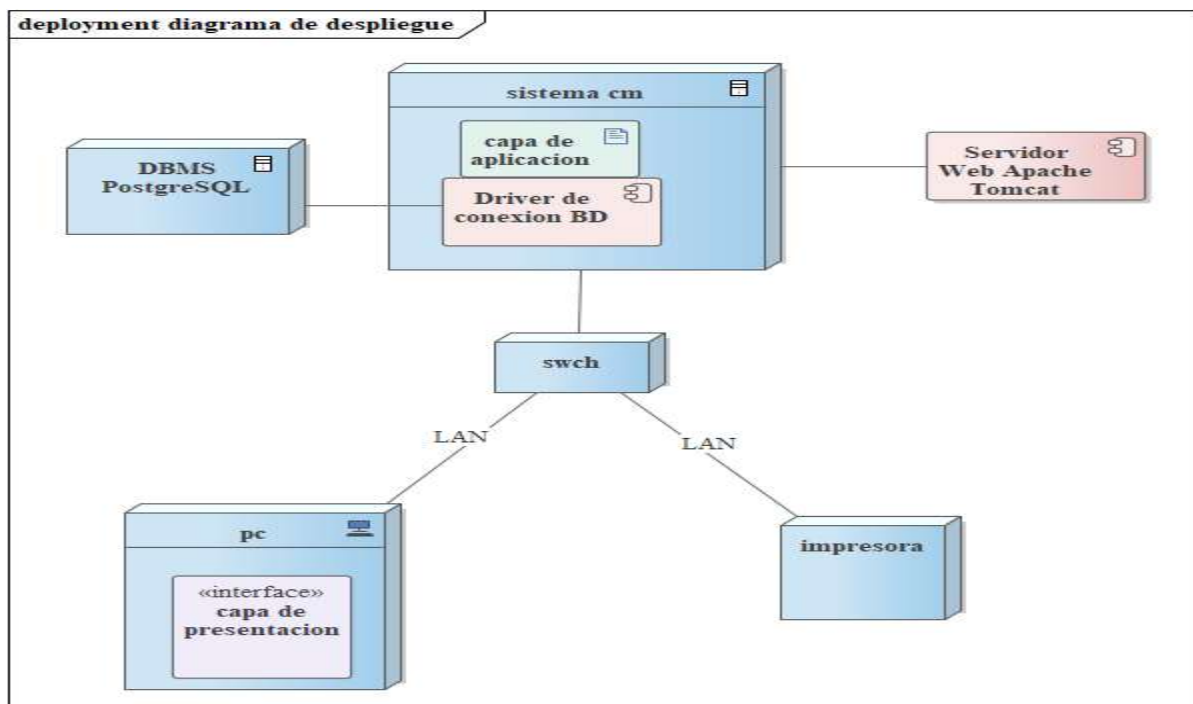 deployment diagrama de despliegue
sistema cm
capa de
aplicacion
Driver de
conexion BD
DBMS
PostgreSQL
Servidor
Web Apache
Tomcat
swch
LAN
LAN
pc
«interface»
capa de
presentacion
impresora